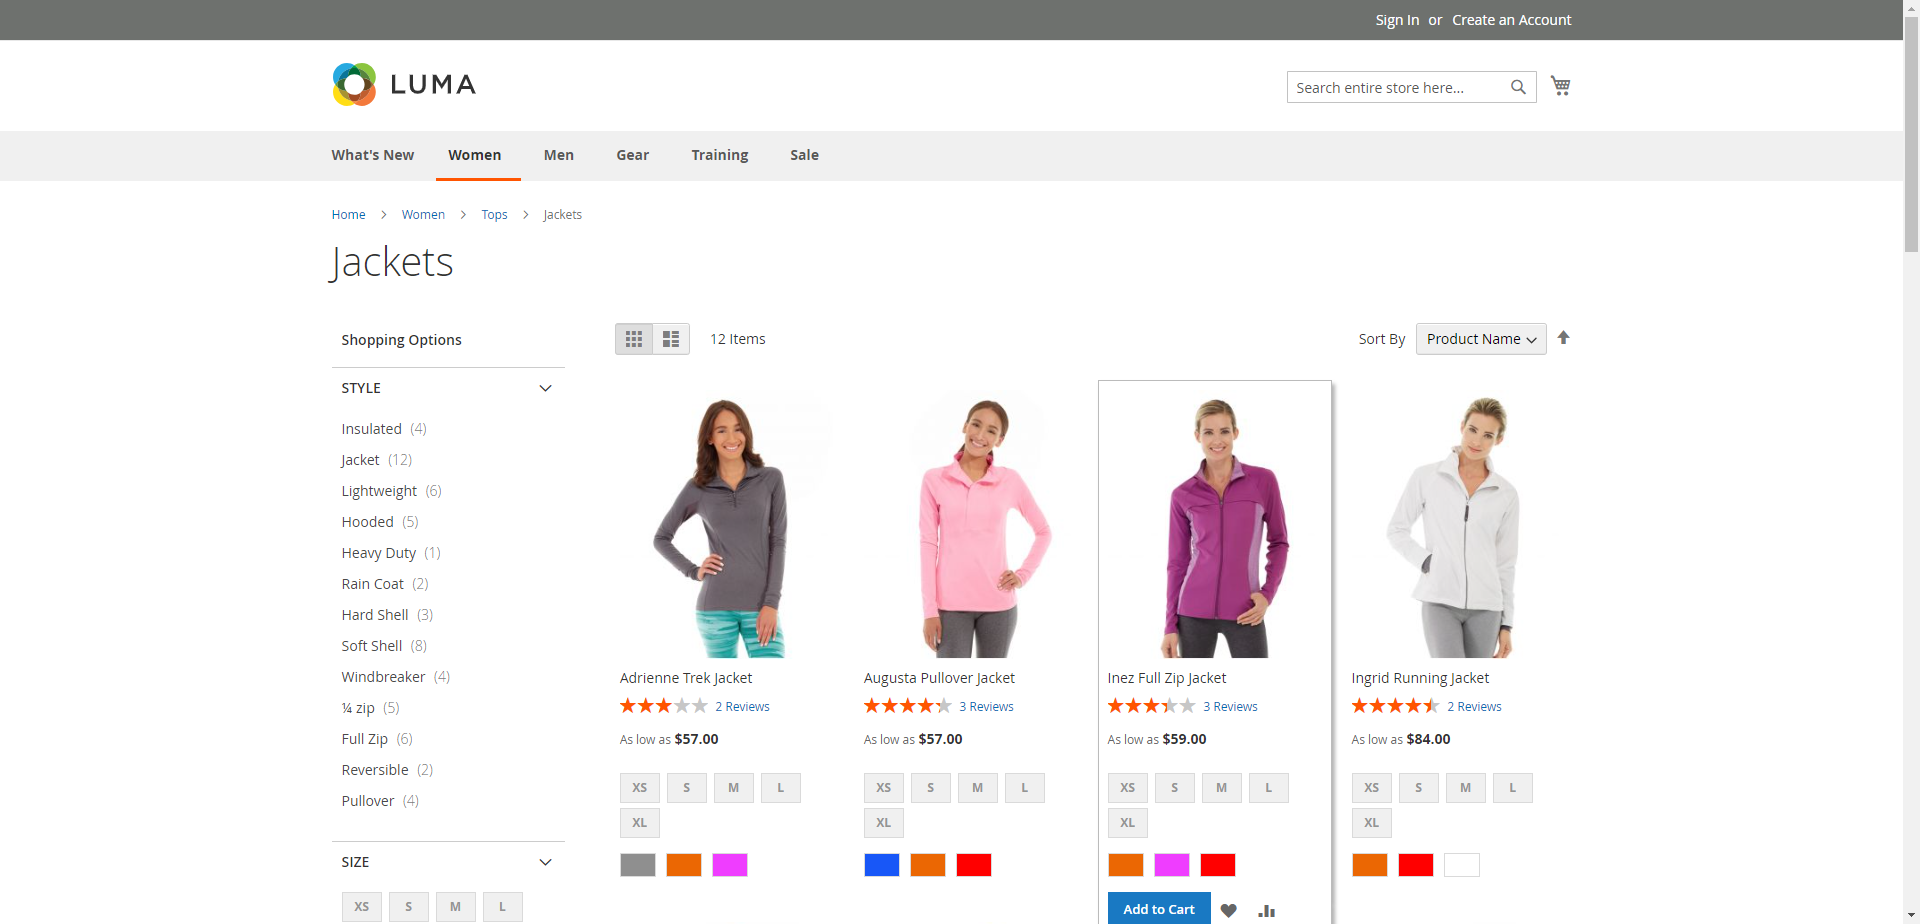 Sign In or Create an Account
LUMA
Search entire store here...
What's New Women Men Gear Training Sale
Home Women Tops Jackets
Jackets
Shopping Options
12 Items
Sort By Product Name
STYLE
Insulated (4)
Jacket (12)
Lightweight (6)
Hooded (5)
Heavy Duty (1)
Rain Coat (2)
Hard Shell (3)
Soft Shell (8)
Windbreaker (4)
¼ zip (5)
Full Zip (6)
Reversible (2)
Pullover (4)
SIZE
XS S M L
Adrienne Trek Jacket
2 Reviews
As low as $57.00
XS S M L
XL
Augusta Pullover Jacket
3 Reviews
As low as $57.00
XS S M L
XL
Inez Full Zip Jacket
3 Reviews
As low as $59.00
XS S M L
XL
Add to Cart
Ingrid Running Jacket
2 Reviews
As low as $84.00
XS S M L
XL